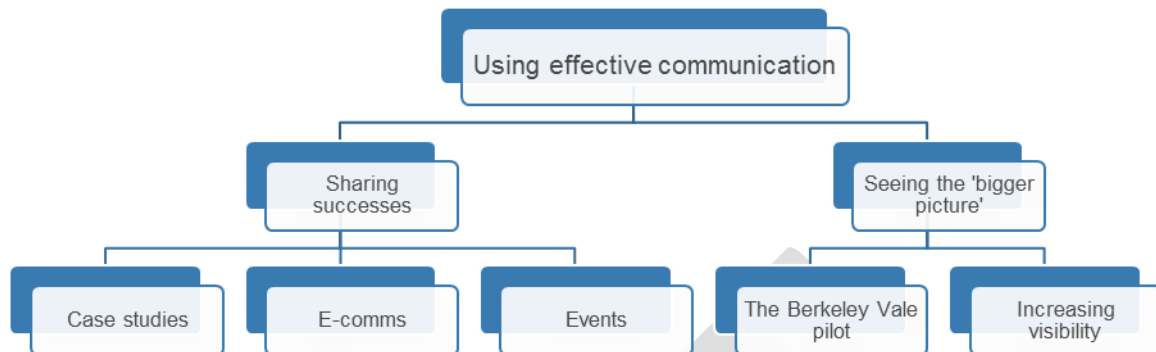 Using effective communication
Sharing
successes
Seeing the 'bigger
picture'
Case studies
E-comms
Events
The Berkeley Vale
pilot
Increasing
visibility